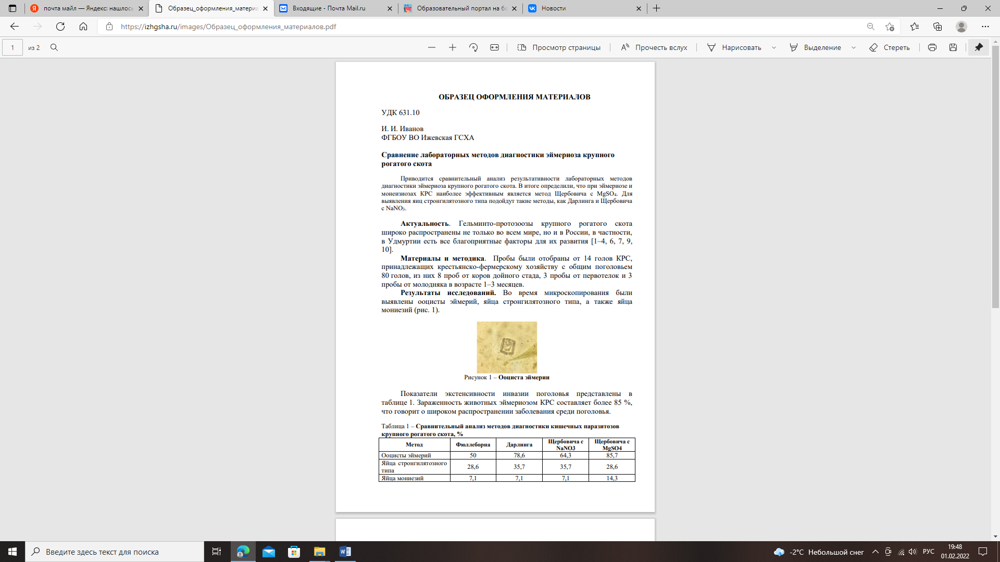 почта майл — Яндекс: нашлось
Образец_оформления_материа
Входящие - Почта Mail.ru
Образовательный портал на ба
Новости
https://izhgsha.ru/images/Образец_оформления_материалов.pdf
1 из 2
Просмотр страницы
Прочесть вслух
Нарисовать
Выделение
Стереть
ОБРАЗЕЦ ОФОРМЛЕНИЯ МАТЕРИАЛОВ
УДК 631.10
И. И. Иванов
ФГБОУ ВО Ижевская ГСХА
Сравнение лабораторных методов диагностики эймериоза крупного
рогатого скота
Приводится сравнительный анализ результативности лабораторных методов
диагностики эймериоза крупного рогатого скота. В итоге определили, что при эймериозе и
монеизиозах КРС наиболее эффективным является метод Щербовича с MgSO₄. Для
выявления яиц стронгилятозного типа подойдут такие методы, как Дарлинга и Щербовича
с NaNO₃.
Актуальность. Гельминто-протозоозы крупного рогатого скота
широко распространены не только во всем мире, но и в России, в частности,
в Удмуртии есть все благоприятные факторы для их развития [1–4, 6, 7, 9,
10].
Материалы и методика. Пробы были отобраны от 14 голов КРС,
принадлежащих крестьянско-фермерскому хозяйству с общим поголовьем
80 голов, из них 8 проб от коров дойного стада, 3 пробы от первотелок и 3
пробы от молодняка в возрасте 1–3 месяцев.
Результаты исследований. Во время микроскопирования были
выявлены ооцисты эймерий, яйца стронгилятозного типа, а также яйца
мониезий (рис. 1).
Рисунок 1 – Ооциста эймерии
Показатели экстенсивности инвазии поголовья представлены в
таблице 1. Зараженность животных эймериозом КРС составляет более 85 %,
что говорит о широком распространении заболевания среди поголовья.
Таблица 1 – Сравнительный анализ методов диагностики кишечных паразитозов
крупного рогатого скота, %
Метод Фюллеборна Дарлинга Щербовича с NaNO3 Щербовича с MgSO4
Ооцисты эймерий 50 78,6 64,3 85,7
Яйца стронгилятозного типа 28,6 35,7 35,7 28,6
Яйца мониезий 7,1 7,1 7,1 14,3
Введите здесь текст для поиска
-2°C Небольшой снег
РУС
19:48
01.02.2022